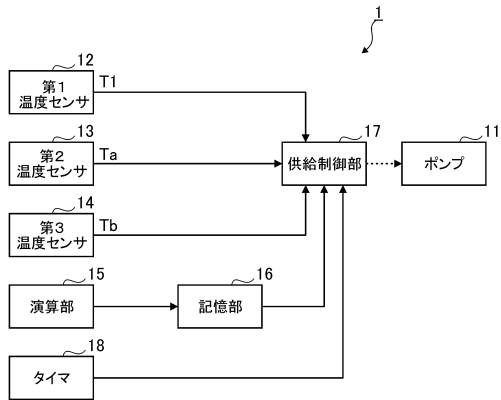 1
12
第1
温度センサ
T1
13
第2
温度センサ
Ta
17
供給制御部
11
ポンプ
14
第3
温度センサ
Tb
15
演算部
16
記憶部
18
タイマ